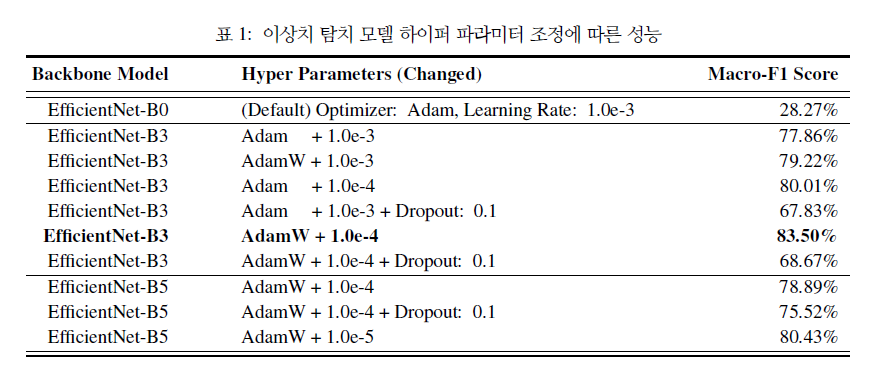 표 1: 이상치 탐치 모델 하이퍼 파라미터 조정에 따른 성능
Backbone Model Hyper Parameters (Changed) Macro-F1 Score
EfficientNet-B0 (Default) Optimizer: Adam, Learning Rate: 1.0e-3 28.27%
EfficientNet-B3 Adam + 1.0e-3 77.86%
EfficientNet-B3 AdamW + 1.0e-3 79.22%
EfficientNet-B3 Adam + 1.0e-4 80.01%
EfficientNet-B3 Adam + 1.0e-3 + Dropout: 0.1 67.83%
EfficientNet-B3 AdamW + 1.0e-4 83.50%
EfficientNet-B3 AdamW + 1.0e-4 + Dropout: 0.1 68.67%
EfficientNet-B5 AdamW + 1.0e-4 78.89%
EfficientNet-B5 AdamW + 1.0e-4 + Dropout: 0.1 75.52%
EfficientNet-B5 AdamW + 1.0e-5 80.43%